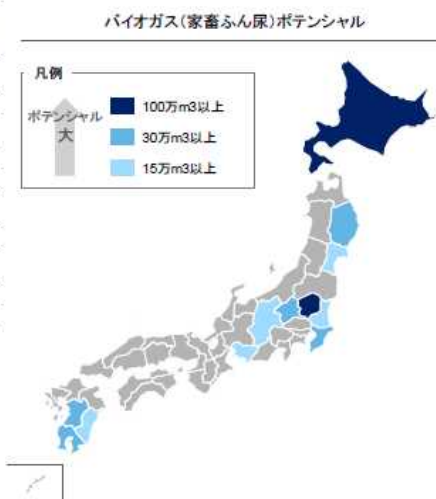 バイオガス（家畜ふん尿）ポテンシャル
凡例
ポテンシャル
大
100万m3以上
30万m3以上
15万m3以上